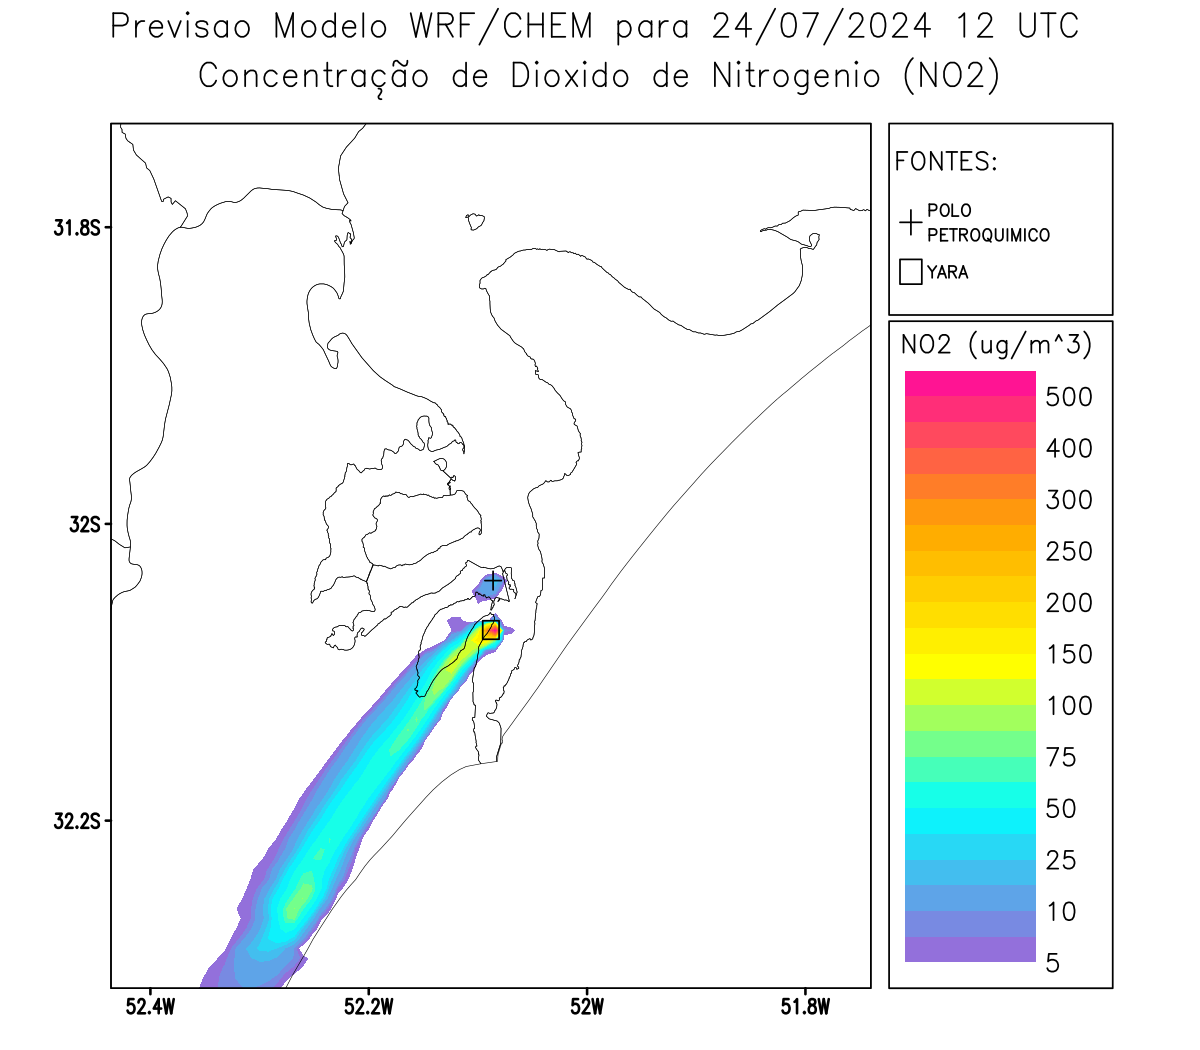 Previsao Modelo WRF/CHEM para 24/07/2024 12 UTC
Concentração de Dioxido de Nitrogenio (NO2)
FONTES:
POLO
PETROQUIMICO
YARA
31.8S
32S
32.2S
52.4W
52.2W
52W
51.8W
NO2 (ug/m^3)
500
400
300
250
200
150
100
75
50
25
10
5